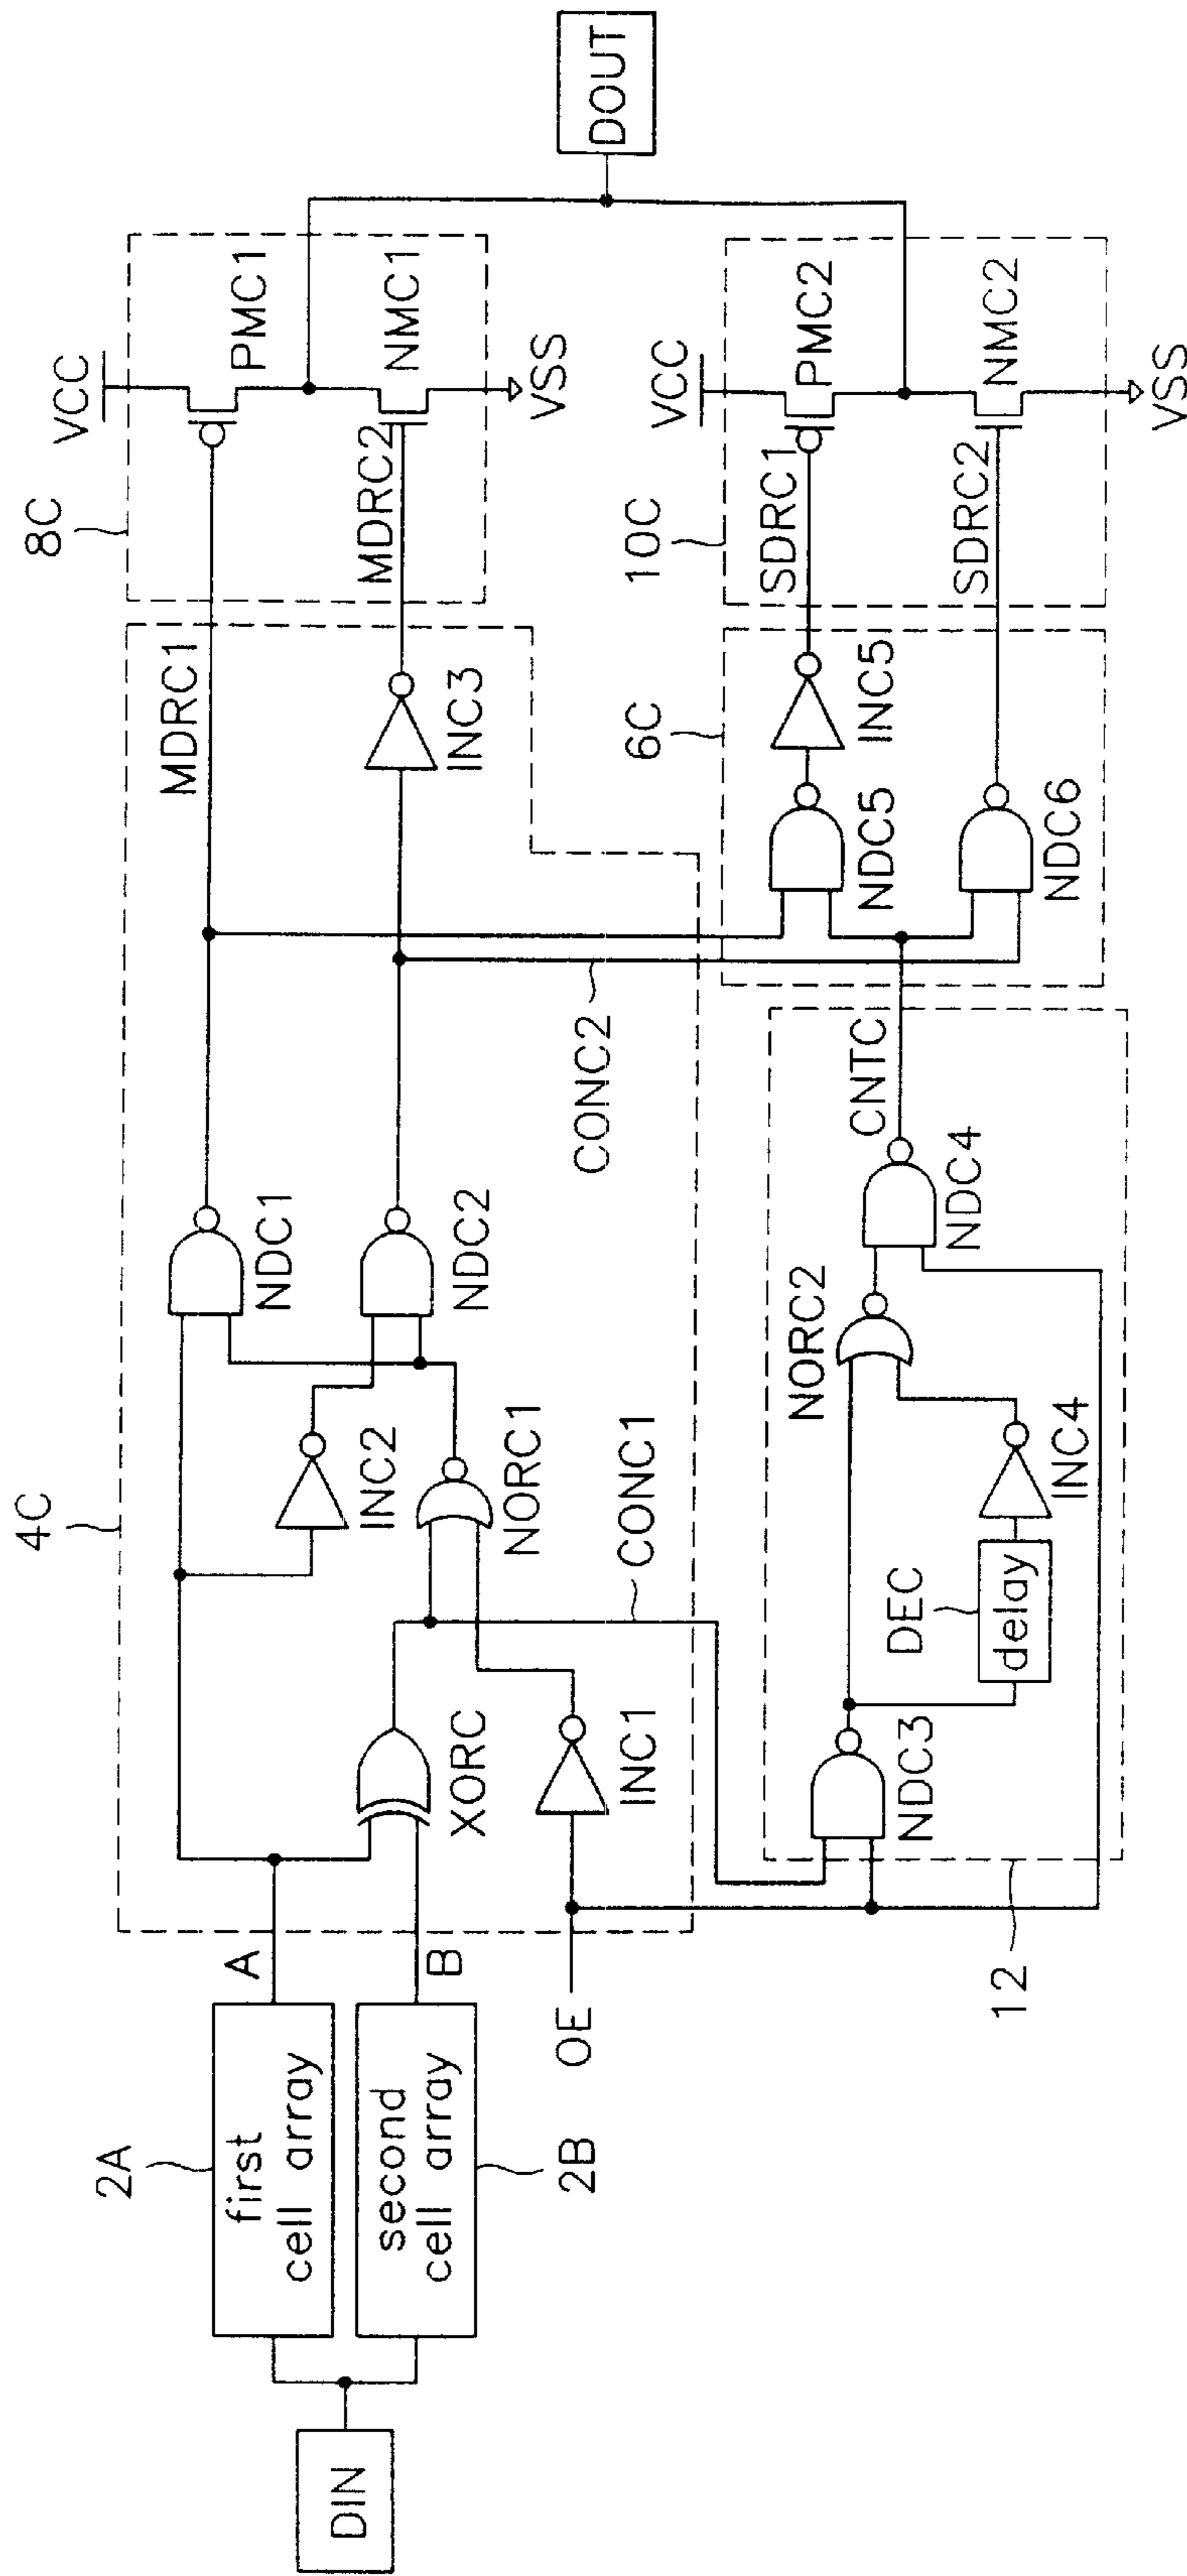 DIN
2A
first
cell array
second
cell array
2B
A
B
OE
4C
XORC
INC1
INC2
NORC1
CONC1
NDC1
NDC2
CONC2
MDRC1
INC3
MDRC2
8C
VCC
PMC1
NMC1
VSS
12
NDC3
DEC
delay
INC4
NORC2
NDC4
CNTC
6C
NDC5
INC5
NDC6
10C
SDRC1
SDRC2
VCC
PMC2
NMC2
VSS
DOUT